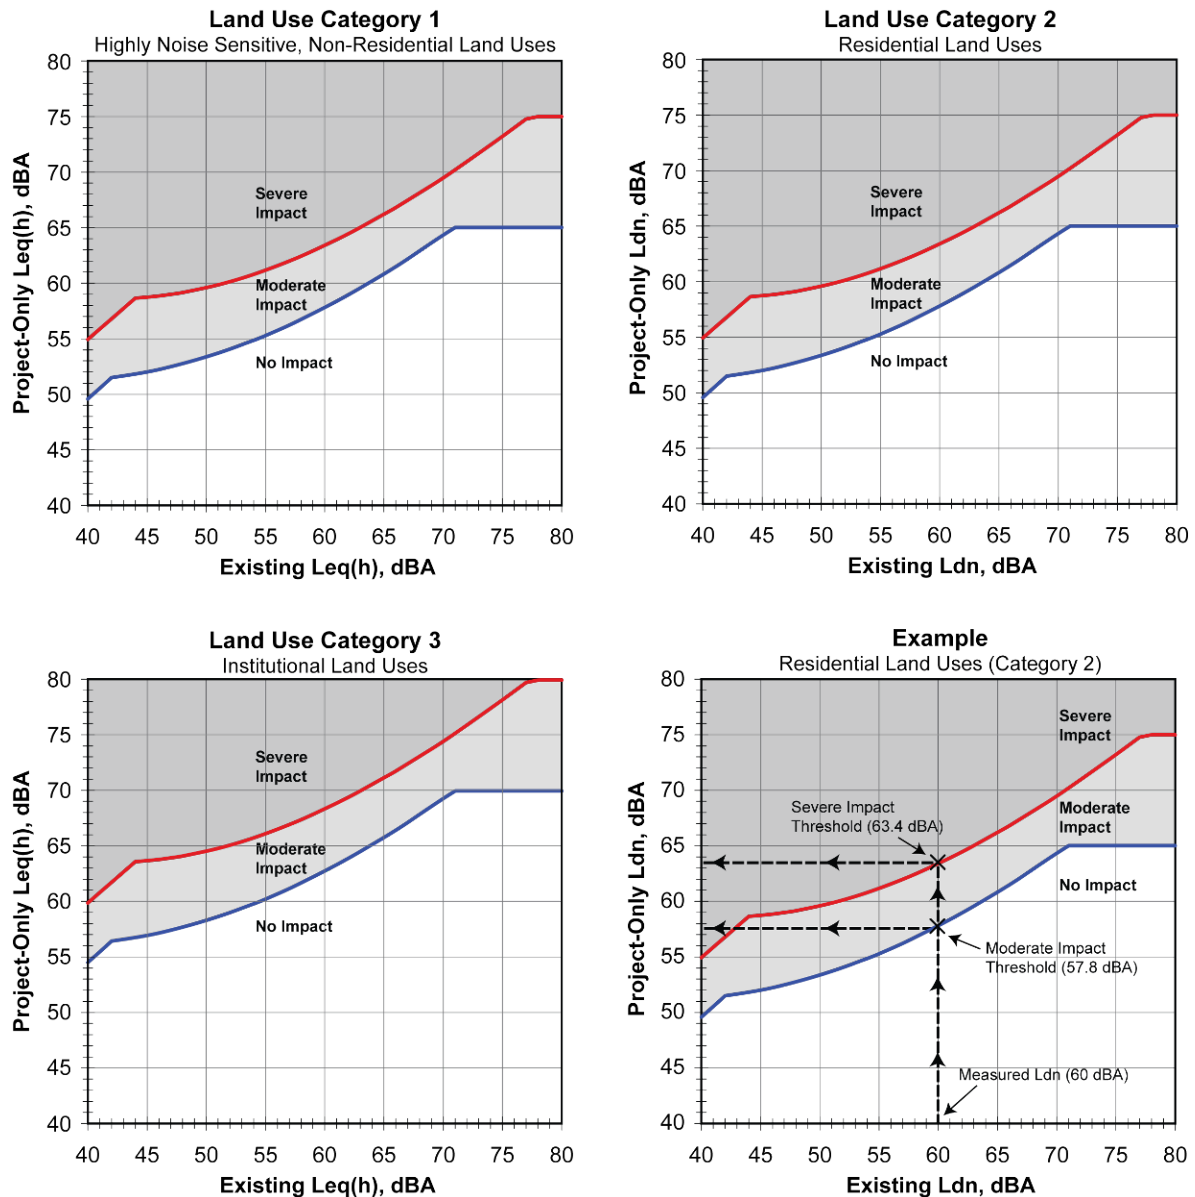 Land Use Category 1
Highly Noise Sensitive, Non-Residential Land Uses
80
75
70
65
60
55
50
45
40
Project-Only Leq(h), dBA
Severe
Impact
Moderate
Impact
No Impact
40 45 50 55 60 65 70 75 80
Existing Leq(h), dBA
Land Use Category 2
Residential Land Uses
80
75
70
65
60
55
50
45
40
Project-Only Ldn, dBA
Severe
Impact
Moderate
Impact
No Impact
40 45 50 55 60 65 70 75 80
Existing Ldn, dBA
Land Use Category 3
Institutional Land Uses
80
75
70
65
60
55
50
45
40
Project-Only Leq(h), dBA
Severe
Impact
Moderate
Impact
No Impact
40 45 50 55 60 65 70 75 80
Existing Leq(h), dBA
Example
Residential Land Uses (Category 2)
80
75
70
65
60
55
50
45
40
Project-Only Ldn, dBA
Severe
Impact
Severe Impact
Threshold (63.4 dBA)
Moderate
Impact
No Impact
Moderate Impact
Threshold (57.8 dBA)
Measured Ldn (60 dBA)
40 45 50 55 60 65 70 75 80
Existing Ldn, dBA